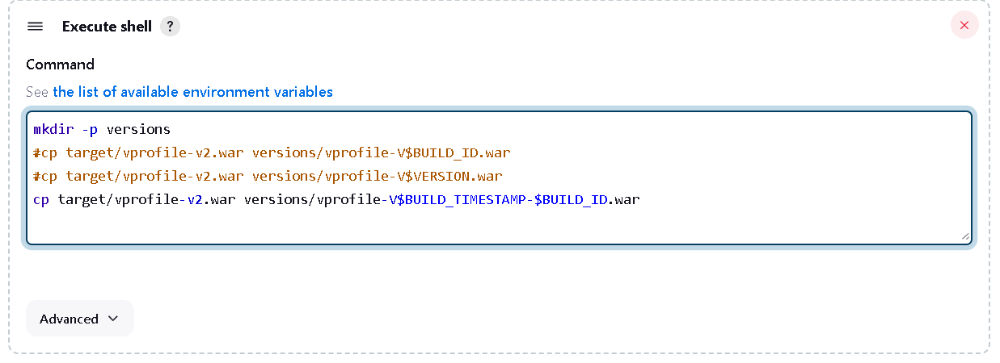 Execute shell ?
Command
See the list of available environment variables
mkdir -p versions
#cp target/vprofile-v2.war versions/vprofile-V$BUILD_ID.war
#cp target/vprofile-v2.war versions/vprofile-V$VERSION.war
cp target/vprofile-v2.war versions/vprofile-V$BUILD_TIMESTAMP-$BUILD_ID.war
Advanced